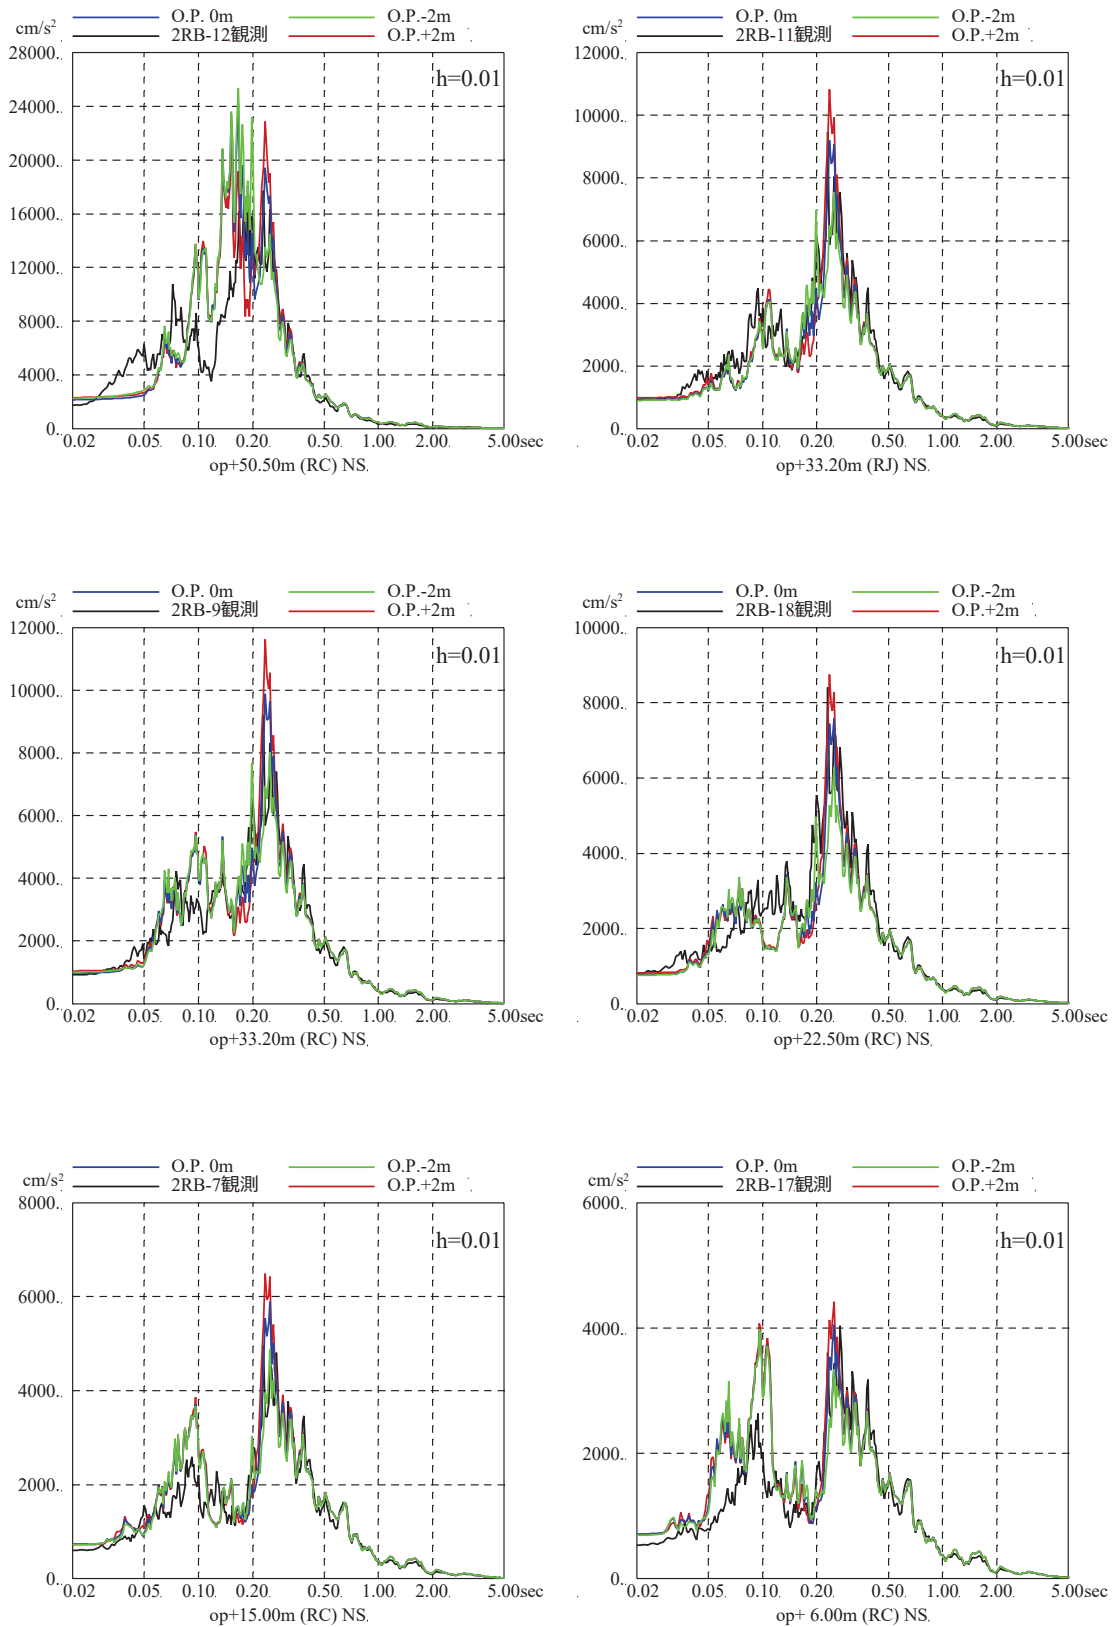 cm/s²
O.P. 0m
O.P.-2m
2RB-12観測
O.P.+2m
28000.
24000.
20000.
16000.
12000.
8000.
4000.
0.
h=0.01
0.02 0.05 0.10 0.20 0.50 1.00 2.00 5.00sec
op+50.50m (RC) NS
cm/s²
O.P. 0m
O.P.-2m
2RB-11観測
O.P.+2m
12000.
10000.
8000.
6000.
4000.
2000.
0.
h=0.01
0.02 0.05 0.10 0.20 0.50 1.00 2.00 5.00sec
op+33.20m (RJ) NS
cm/s²
O.P. 0m
O.P.-2m
2RB-9観測
O.P.+2m
12000.
10000.
8000.
6000.
4000.
2000.
0.
h=0.01
0.02 0.05 0.10 0.20 0.50 1.00 2.00 5.00sec
op+33.20m (RC) NS
cm/s²
O.P. 0m
O.P.-2m
2RB-18観測
O.P.+2m
10000.
8000.
6000.
4000.
2000.
0.
h=0.01
0.02 0.05 0.10 0.20 0.50 1.00 2.00 5.00sec
op+22.50m (RC) NS
cm/s²
O.P. 0m
O.P.-2m
2RB-7観測
O.P.+2m
8000.
6000.
4000.
2000.
0.
h=0.01
0.02 0.05 0.10 0.20 0.50 1.00 2.00 5.00sec
op+15.00m (RC) NS
cm/s²
O.P. 0m
O.P.-2m
2RB-17観測
O.P.+2m
6000.
4000.
2000.
0.
h=0.01
0.02 0.05 0.10 0.20 0.50 1.00 2.00 5.00sec
op+ 6.00m (RC) NS